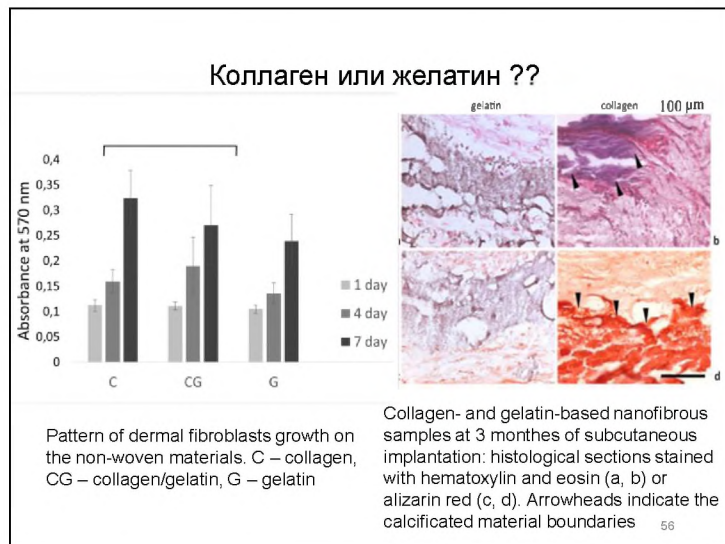 Коллаген или желатин ??
Absorbance at 570 nm
0,4
0,35
0,3
0,25
0,2
0,15
0,1
0,05
0
C
CG
G
1 day
4 day
7 day
gelatin
collagen
100 µm
b
d
Pattern of dermal fibroblasts growth on
the non-woven materials. C – collagen,
CG – collagen/gelatin, G – gelatin
Collagen- and gelatin-based nanofibrous
samples at 3 monthes of subcutaneous
implantation: histological sections stained
with hematoxylin and eosin (a, b) or
alizarin red (c, d). Arrowheads indicate the
calcificated material boundaries
56